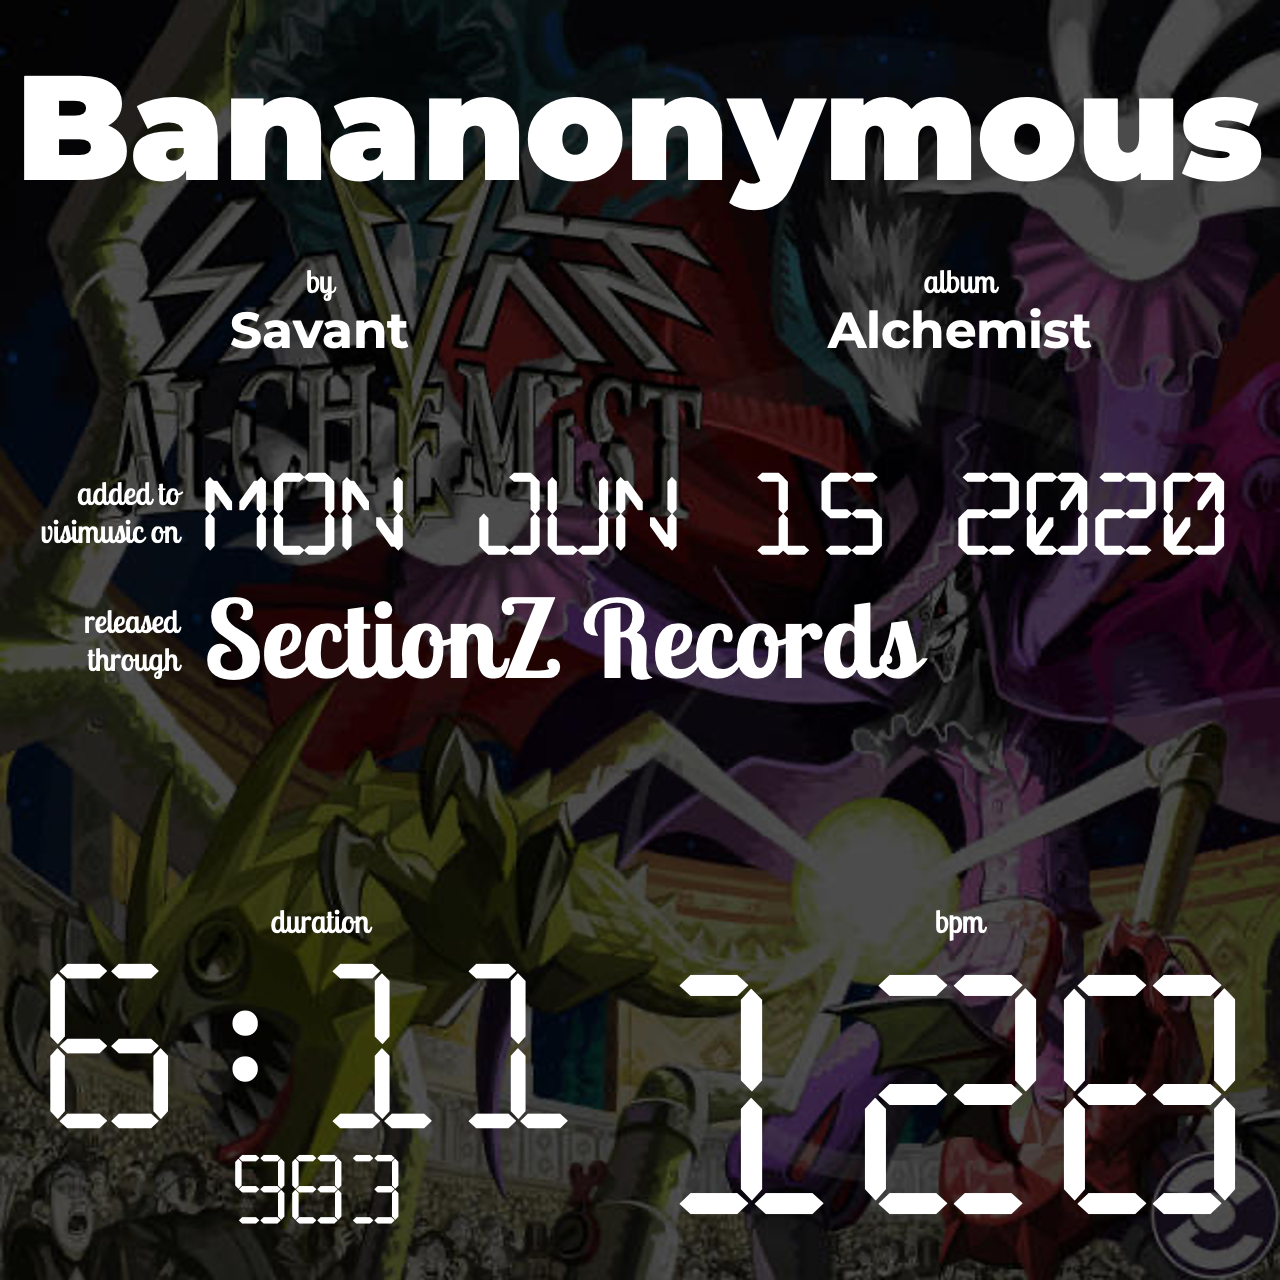 Bananonymous
SAVANT
by
album
Savant
Alchemist
ALCHEMIST
added to
visimusic on
MON JUN 15 2020
released
through
SectionZ Records
duration
bpm
6:11
128
983